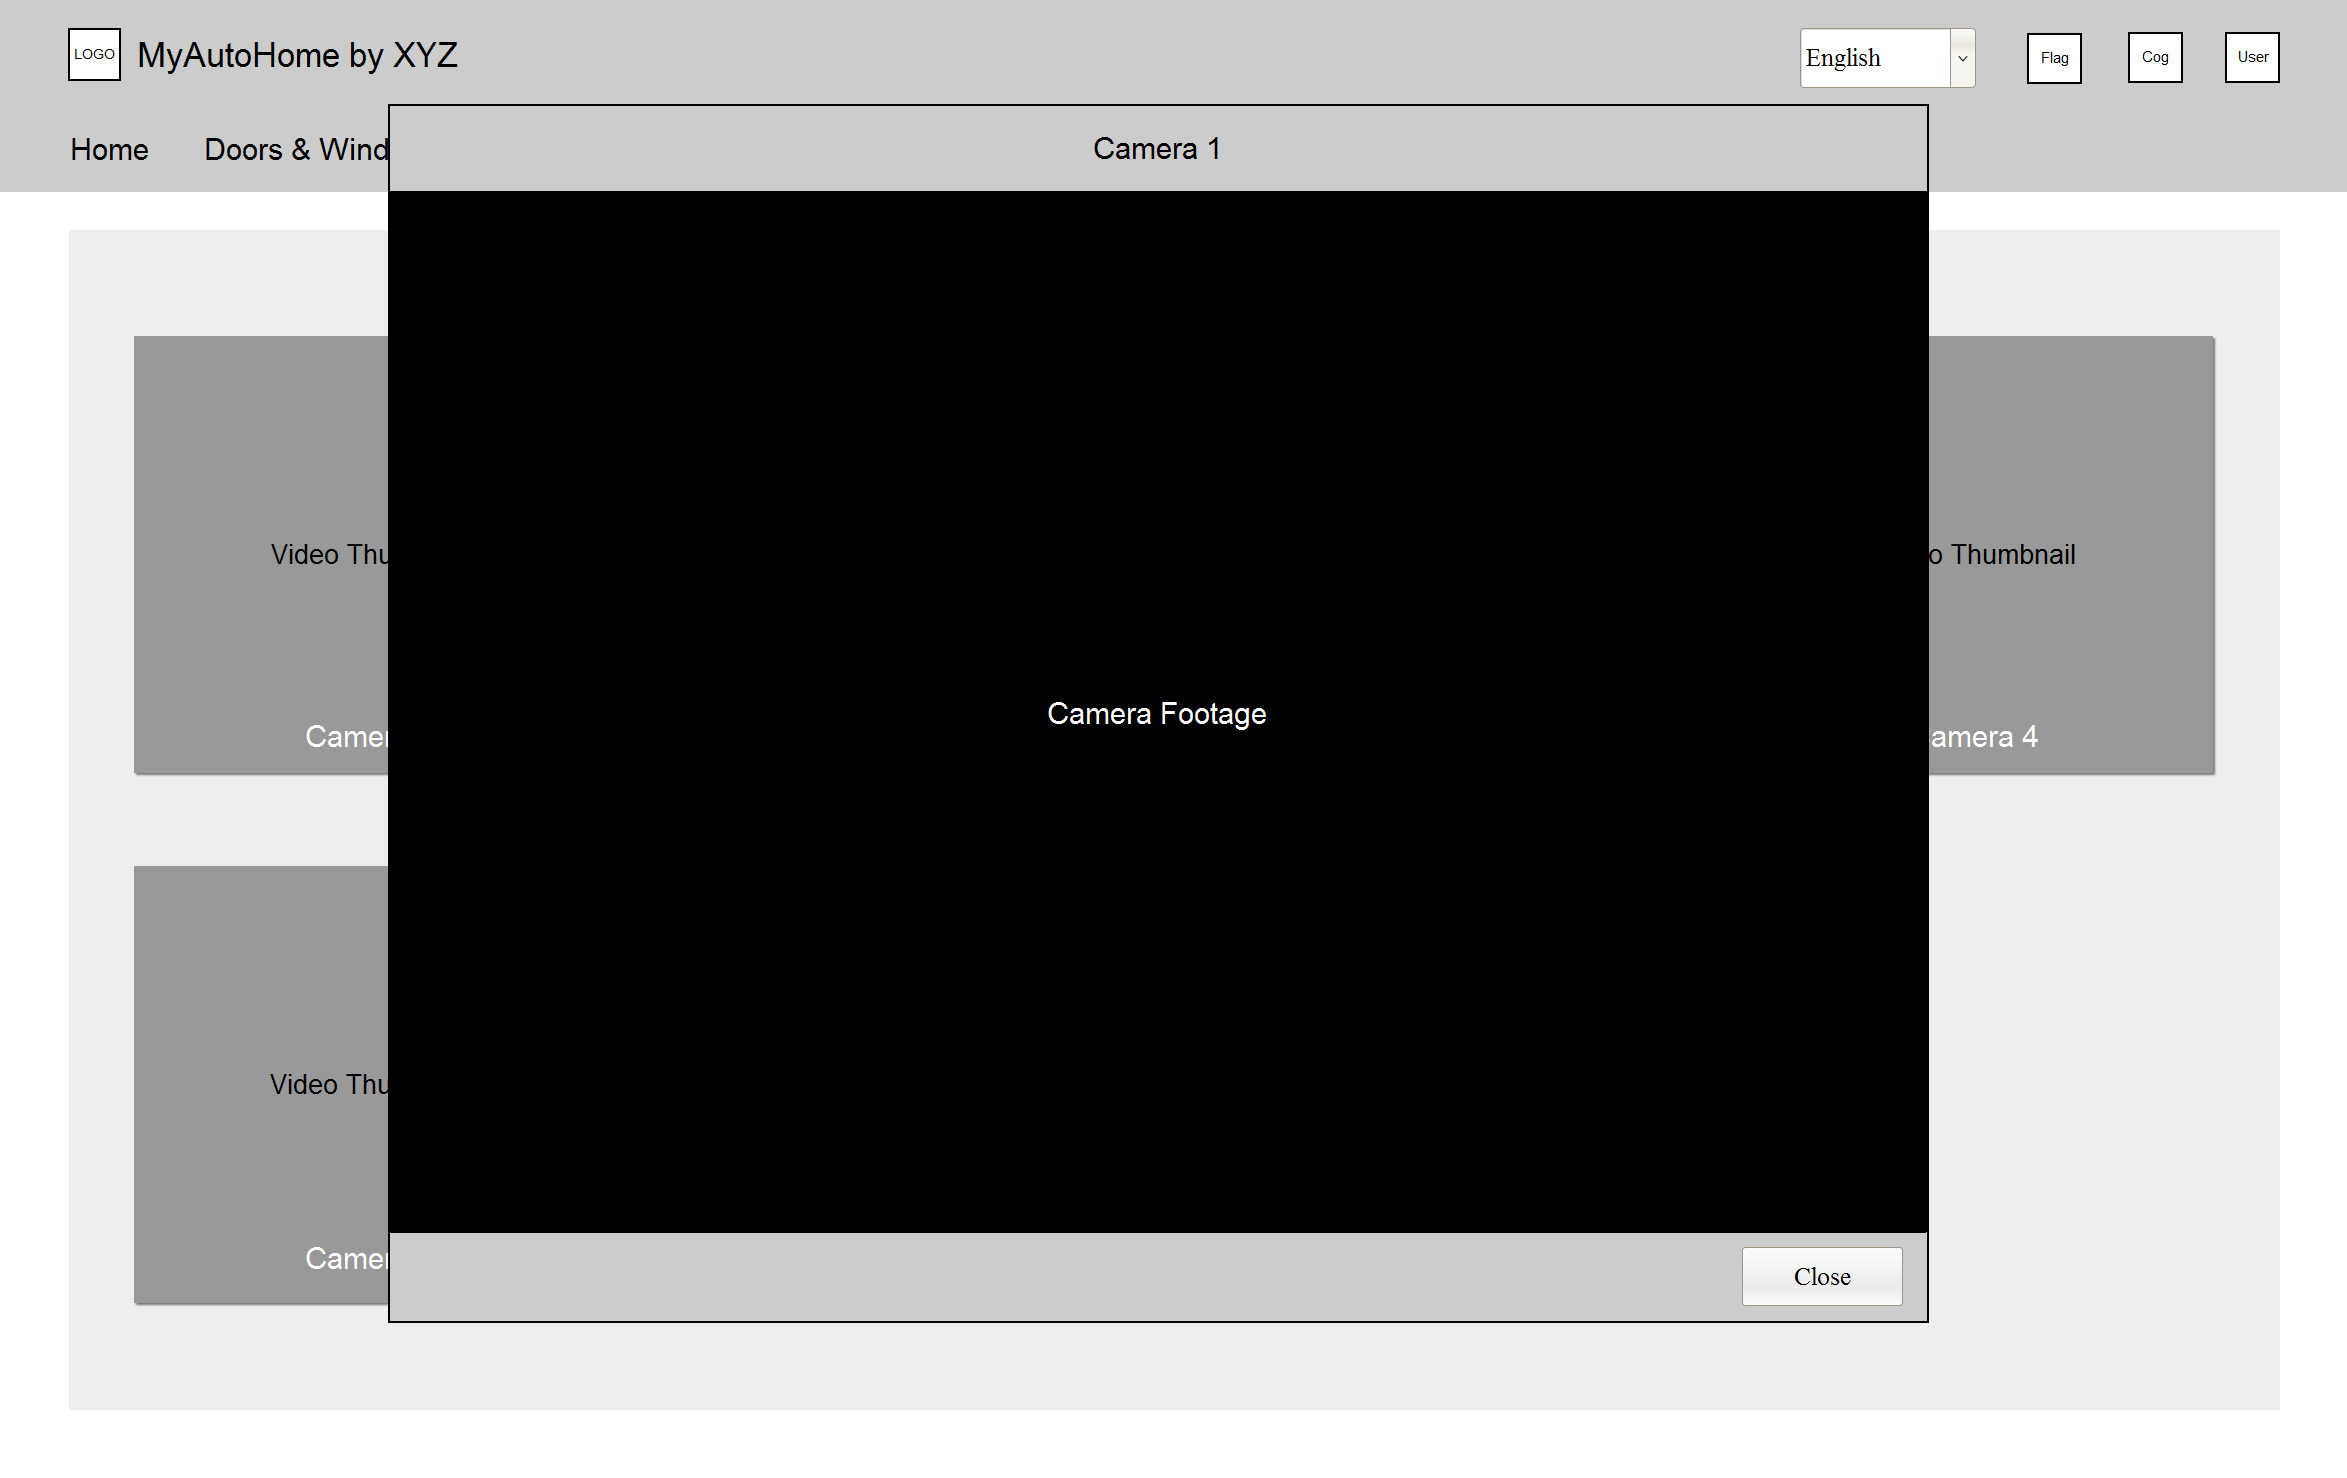 LOGO MyAutoHome by XYZ English Flag Cog User
Home Doors & Wind
Camera 1
Video Thu
o Thumbnail
Camera Footage
Camer
amera 4
Video Thu
Camer
Close